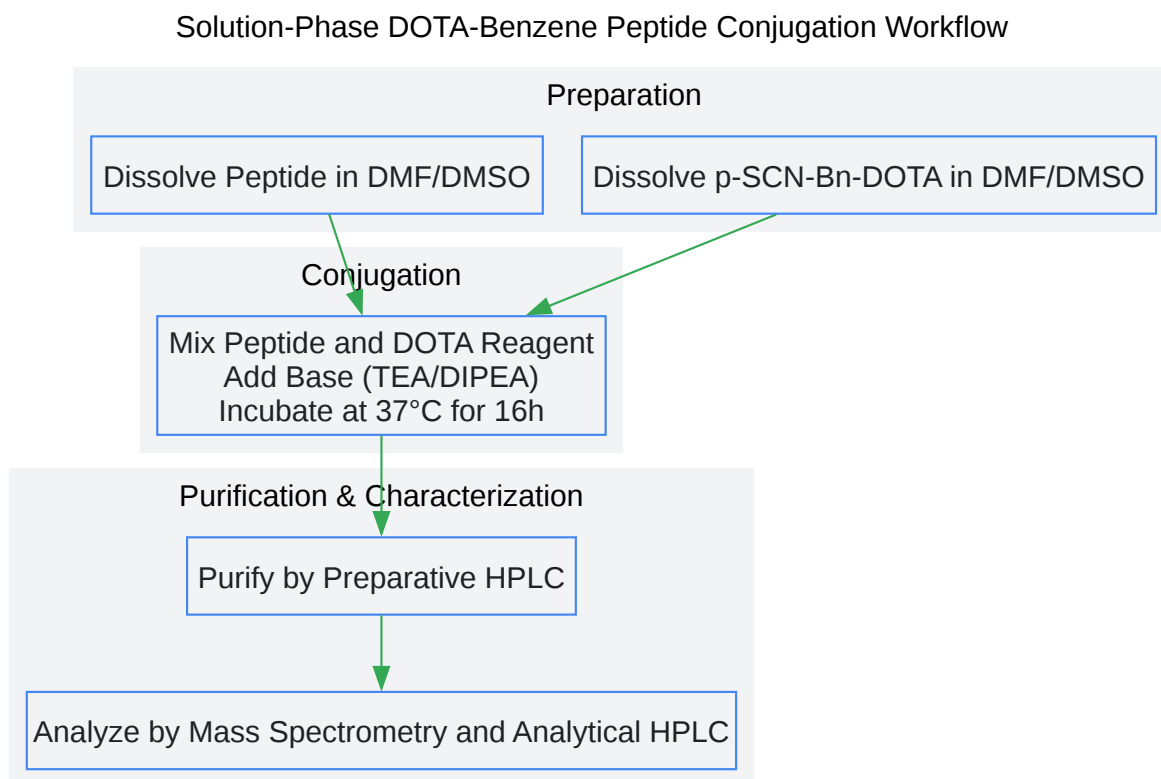 Solution-Phase DOTA-Benzene Peptide Conjugation Workflow
Preparation
Dissolve Peptide in DMF/DMSO
Dissolve p-SCN-Bn-DOTA in DMF/DMSO
Conjugation
Mix Peptide and DOTA Reagent
Add Base (TEA/DIPEA)
Incubate at 37°C for 16h
Purification & Characterization
Purify by Preparative HPLC
Analyze by Mass Spectrometry and Analytical HPLC